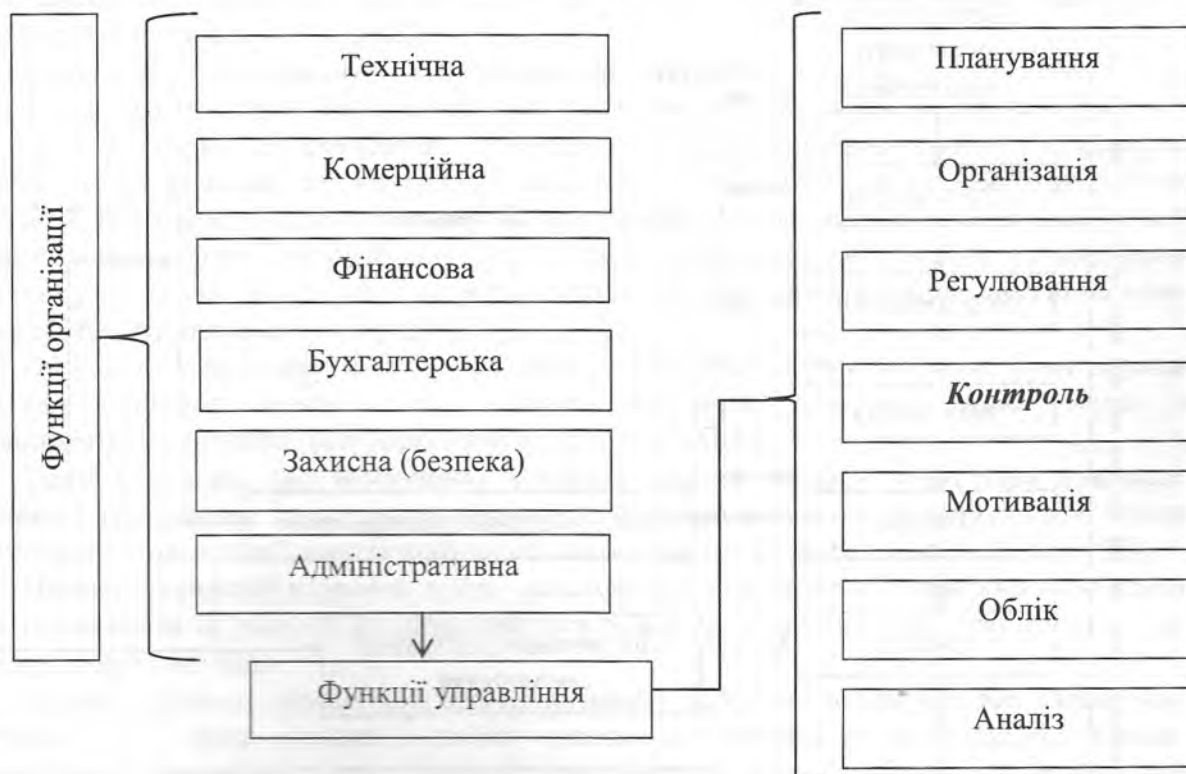 Функції організації
Технічна
Комерційна
Фінансова
Бухгалтерська
Захисна (безпека)
Адміністративна
Функції управління
Планування
Організація
Регулювання
Контроль
Мотивація
Облік
Аналіз